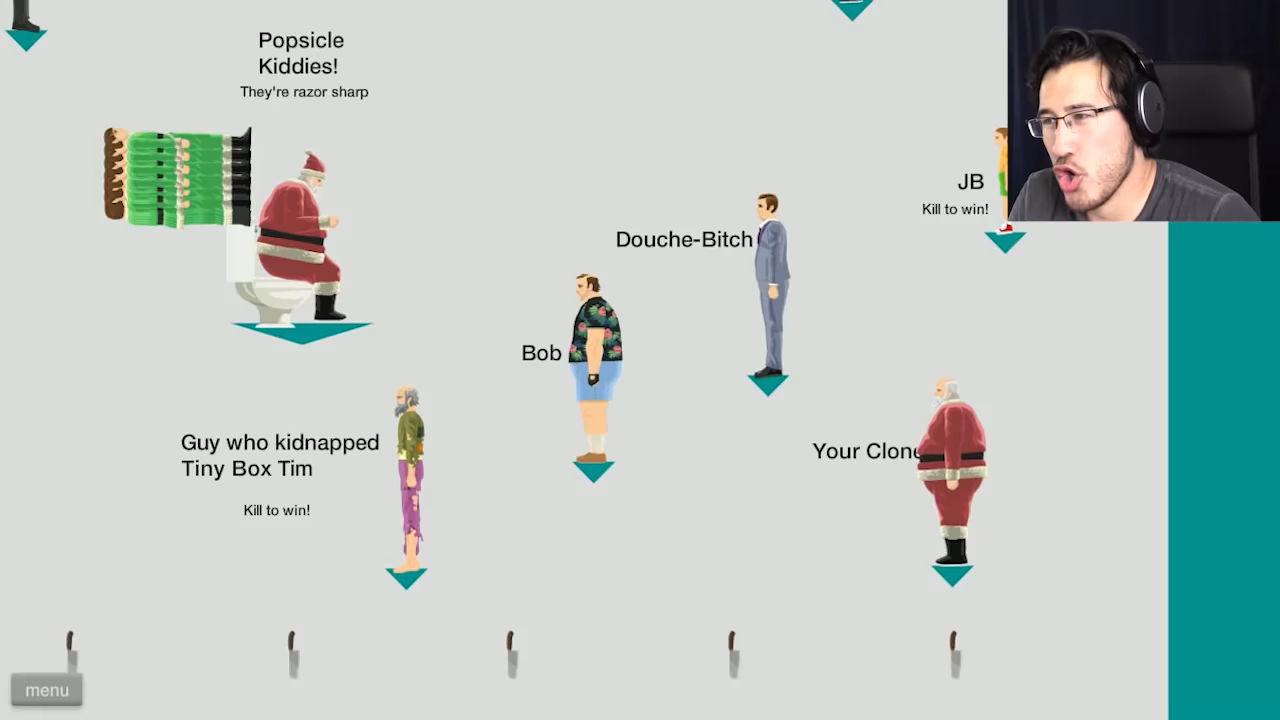 Popsicle
Kiddies!
They're razor sharp
JB
Kill to win!
Douche-Bitch
Bob
Guy who kidnapped
Tiny Box Tim
Kill to win!
Your Clone
menu